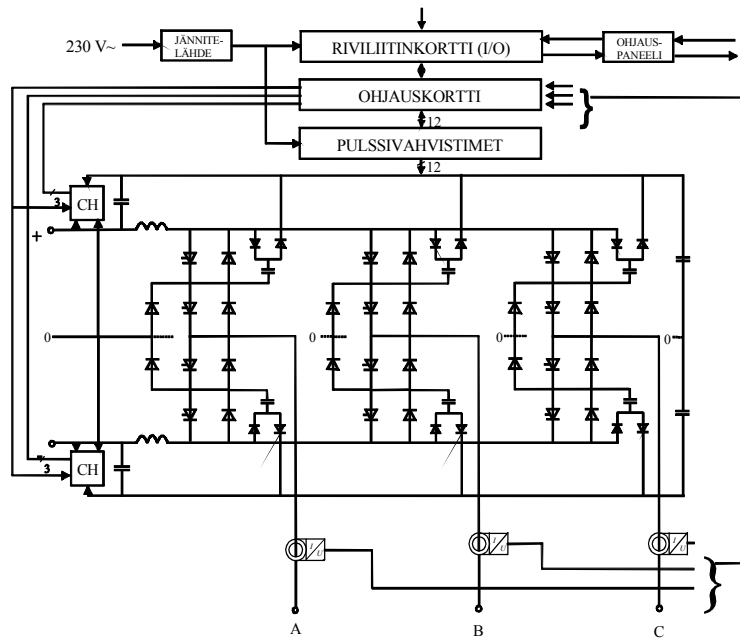 230 V~
JÄNNITE-
LÄHDE
RIVILIITINKORTTI (I/O)
OHJAUS-
PANEELI
OHJAUSKORTTI
12
PULSSIVAHVISTIMET
12
CH
3
+
0
0
0
0
CH
3
I
U
I
U
I
U
A
B
C